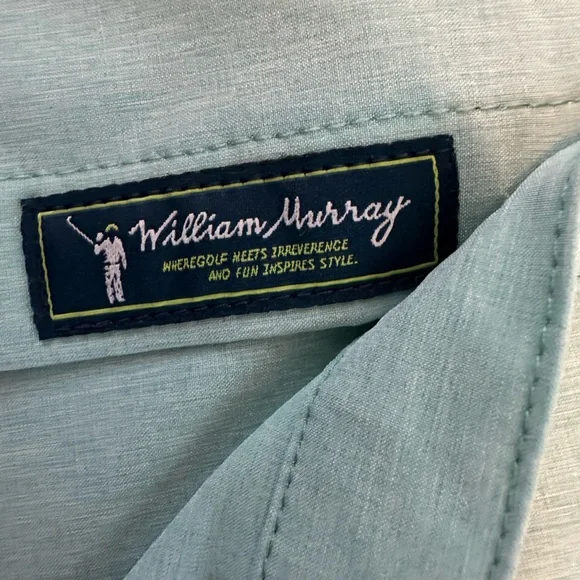 William Murray
WHEREGOLF MEETS IRREVERENCE
AND FUN INSPIRES STYLE.